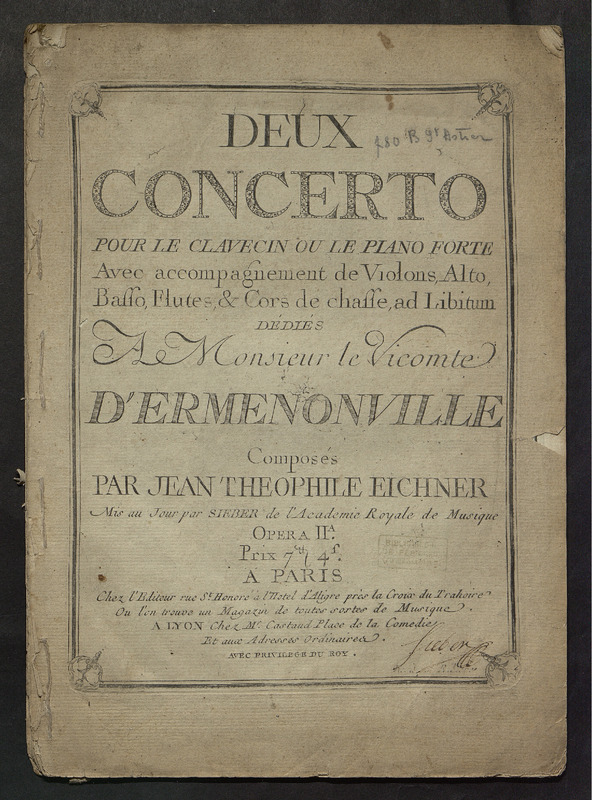 DEUX
CONCERTO
POUR LE CLAVECIN OU LE PIANO FORTE
Avec accompagnement de Violons, Alto,
Baſſo, Flutes, & Cors de chaſſe, ad Libitum
DÉDIÉS
A Monsieur le Vicomte
D'ERMENONVILLE
Composés
PAR JEAN THEOPHILE EICHNER
Mis au Jour par SIEBER de l'Academie Royale de Musique
OPERA II.ᴬ
Prix 7ᵗᵗ 4ˢ.
A PARIS
Chez l'Editeur rue Sᵗ Honoré à l'Hotel d'Aligre près la Croix du Trahoire
Ou l'on trouve un Magazin de toutes sortes de Musique.
A LYON Chez Mʳ Castaud Place de la Comedie,
Et aux Adresses Ordinaires.
AVEC PRIVILEGE DU ROY.
Sieber